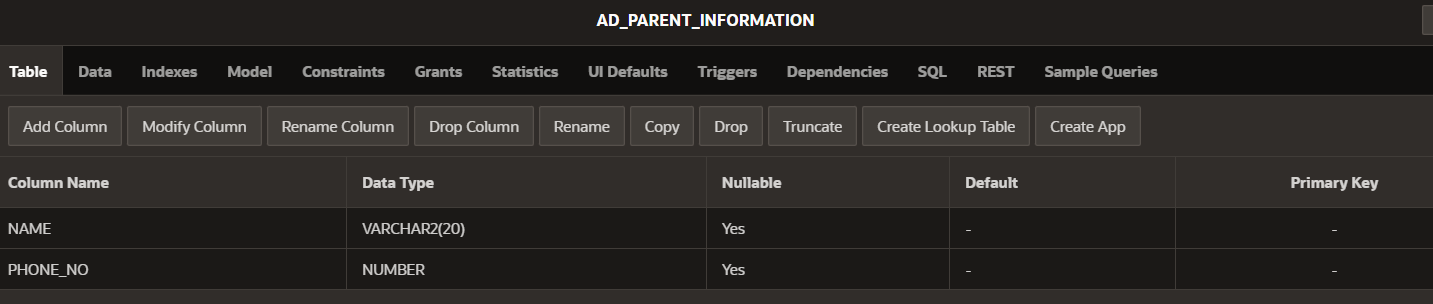 AD_PARENT_INFORMATION
Table Data Indexes Model Constraints Grants Statistics UI Defaults Triggers Dependencies SQL REST Sample Queries
Add Column Modify Column Rename Column Drop Column Rename Copy Drop Truncate Create Lookup Table Create App
Column Name Data Type Nullable Default Primary Key
NAME VARCHAR2(20) Yes - -
PHONE_NO NUMBER Yes - -